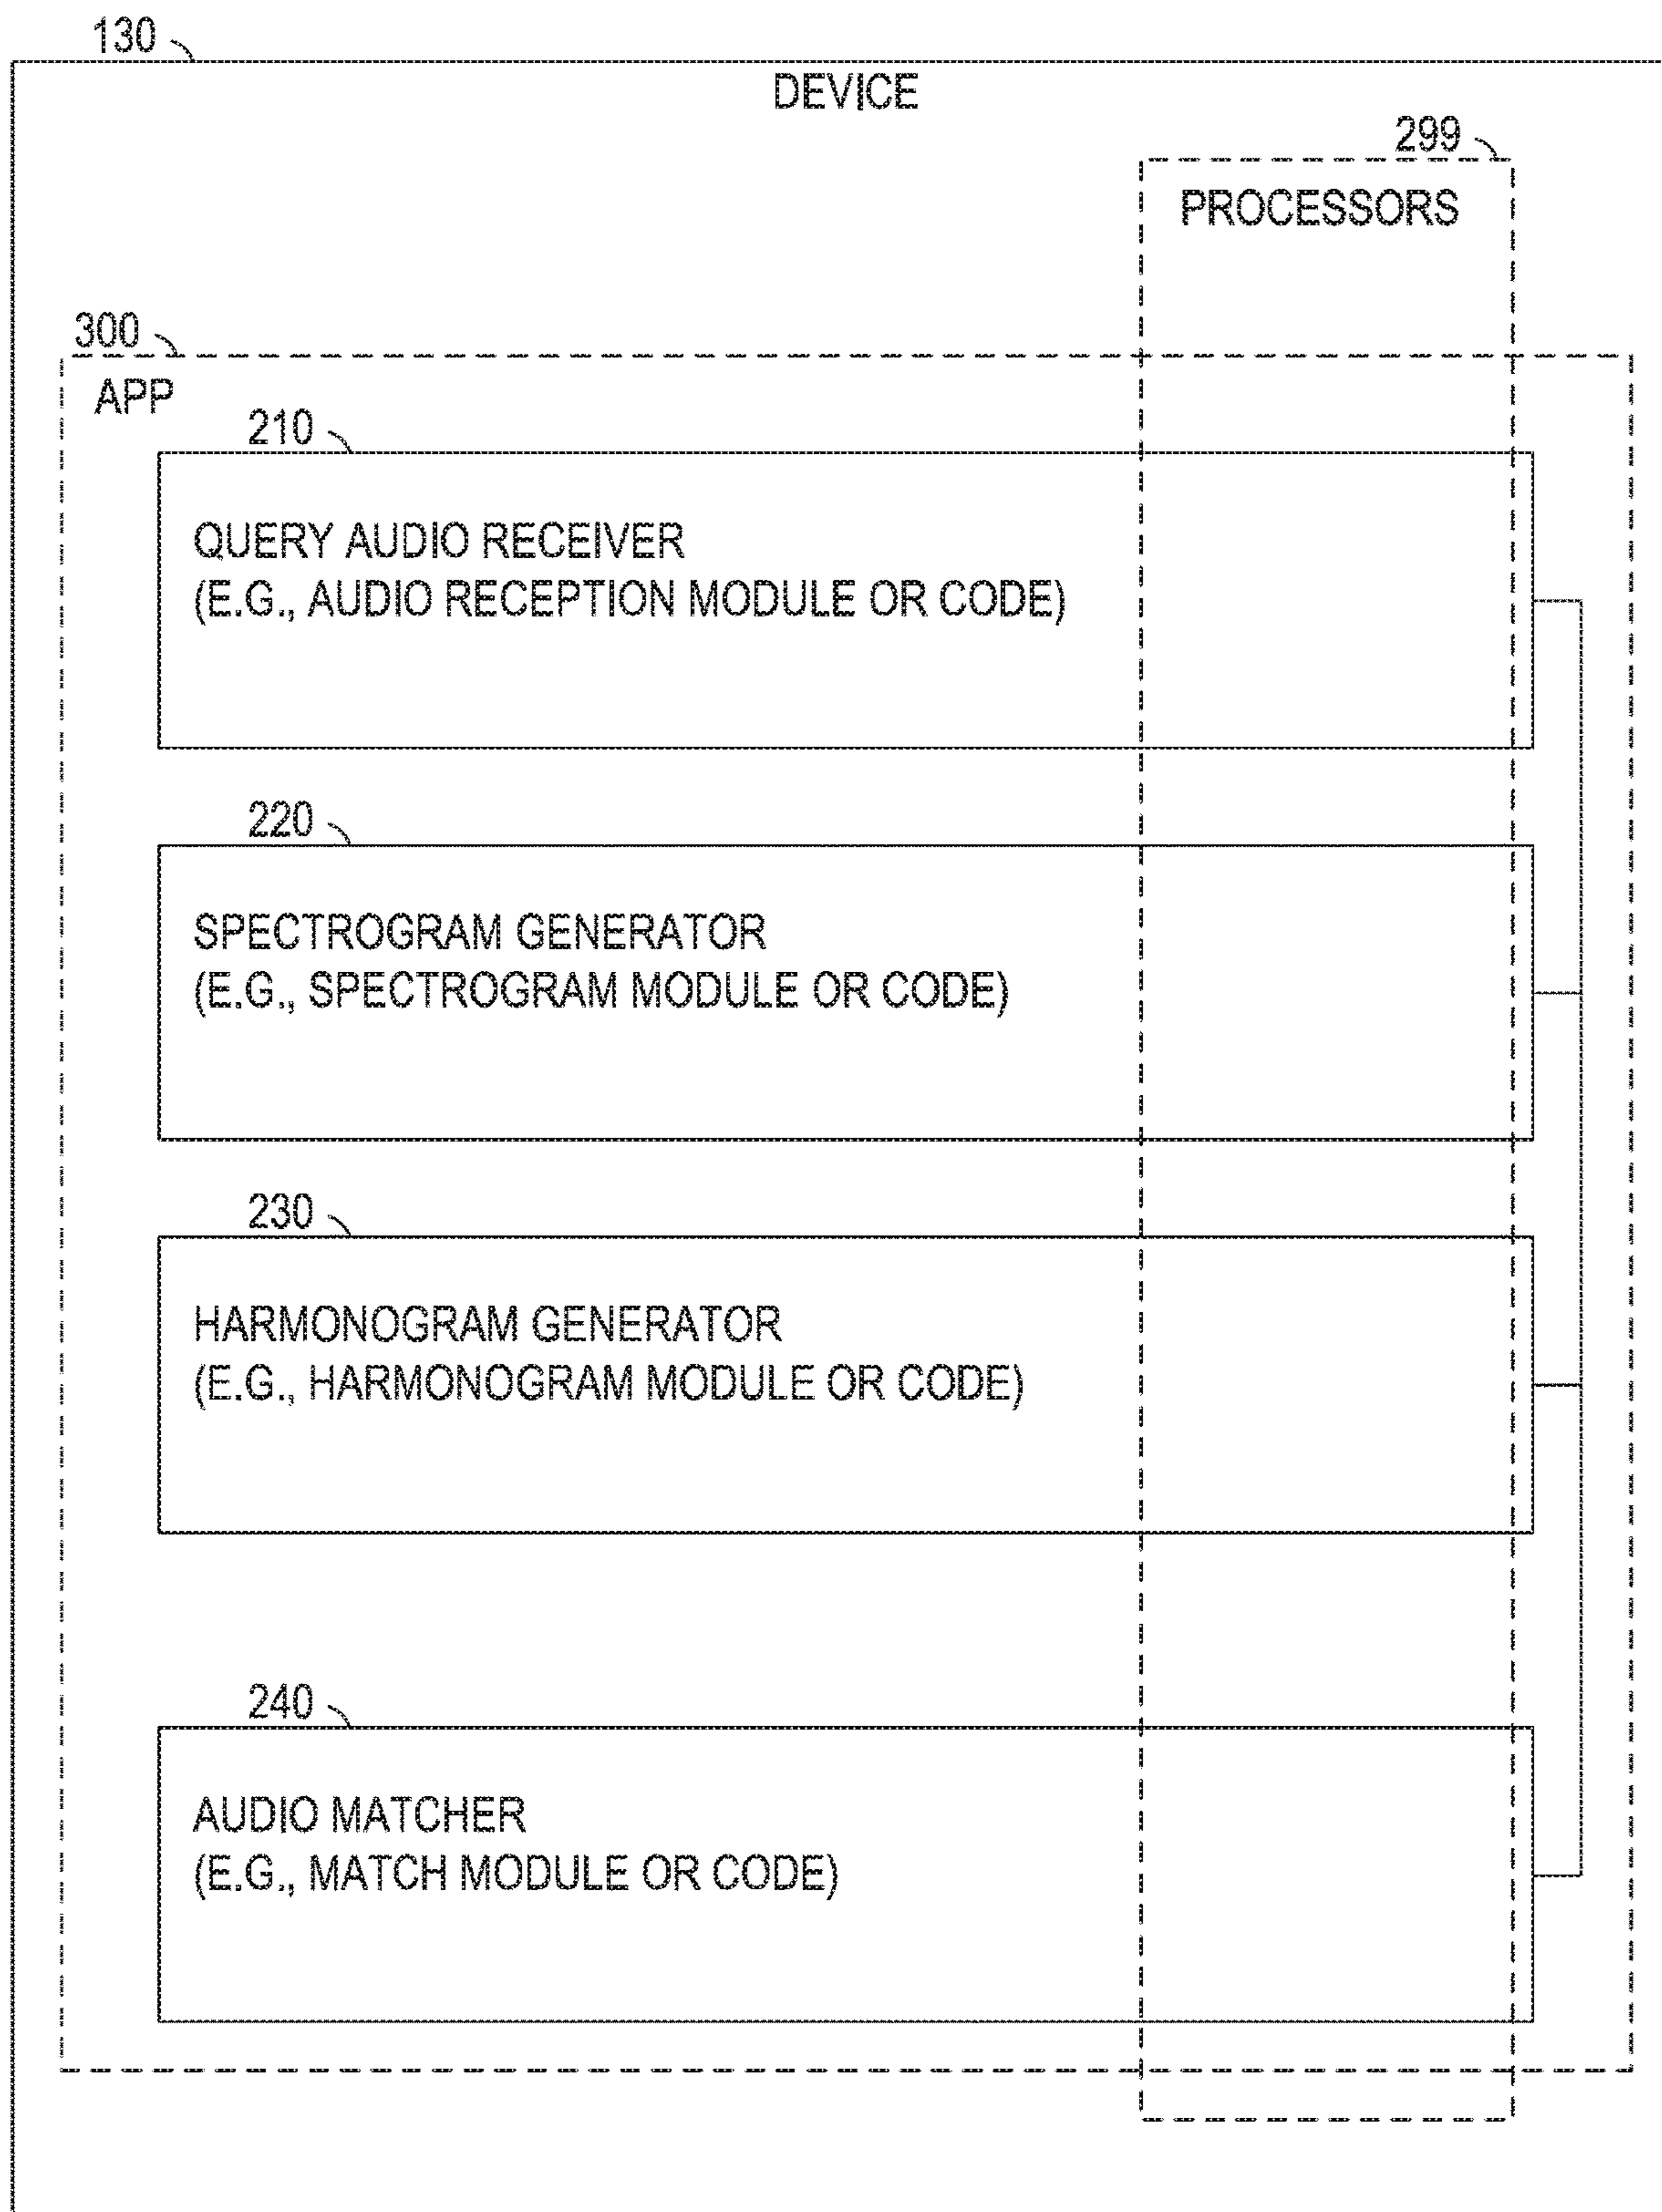 130
DEVICE
299
PROCESSORS
300
APP
210
QUERY AUDIO RECEIVER
(E.G., AUDIO RECEPTION MODULE OR CODE)
220
SPECTROGRAM GENERATOR
(E.G., SPECTROGRAM MODULE OR CODE)
230
HARMONOGRAM GENERATOR
(E.G., HARMONOGRAM MODULE OR CODE)
240
AUDIO MATCHER
(E.G., MATCH MODULE OR CODE)